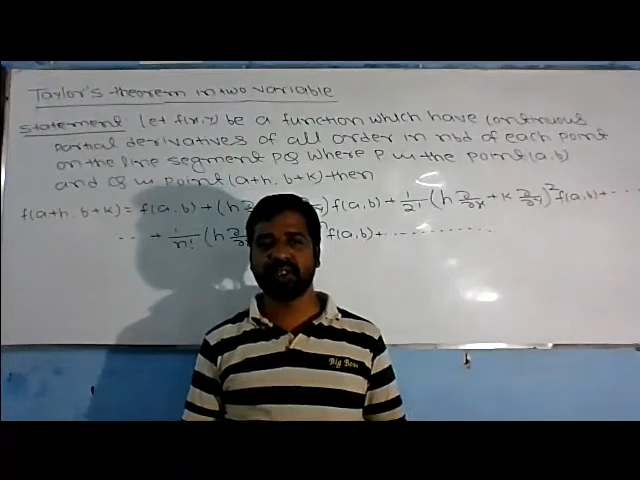 Taylor's theorem in two variable
statement let f(x,y) be a function which have continuous
partial derivatives of all order in nbd of each point
on the line segment PQ where P is the point (a,b)
and Q is point (a+h, b+k) then
f(a+h, b+k) = f(a,b) + (h ∂/∂x) f(a,b) + 1/2! (h ∂/∂x + k ∂/∂y)² f(a,b) + ....
... + 1/n! (h ∂/∂x f(a,b) + ..............
Big Boss